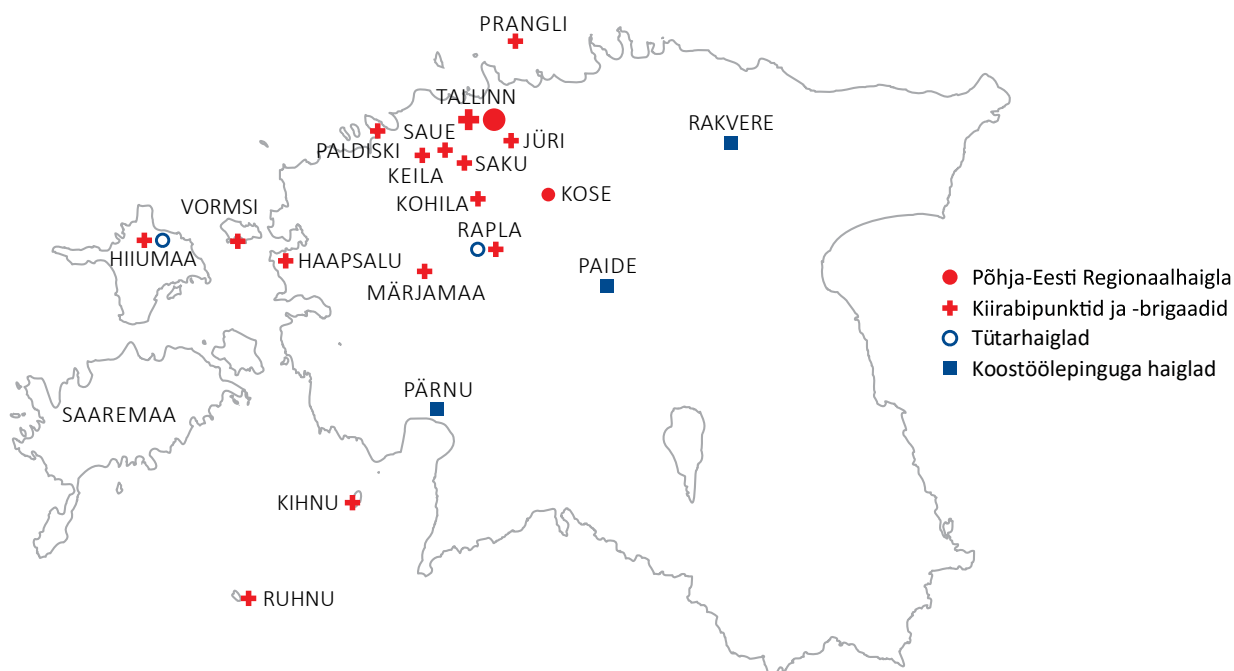 PRANGLI
TALLINN
RAKVERE
SAUE
JÜRI
PALDISKI
SAKU
KEILA
KOSE
KOHILA
VORMSI
RAPLA
HIIUMAA
HAAPSALU
PAIDE
MÄRJAMAA
Põhja-Eesti Regionaalhaigla
Kiirabipunktid ja -brigaadid
Tütarhaiglad
Koostöölepinguga haiglad
PÄRNU
SAAREMAA
KIHNU
RUHNU